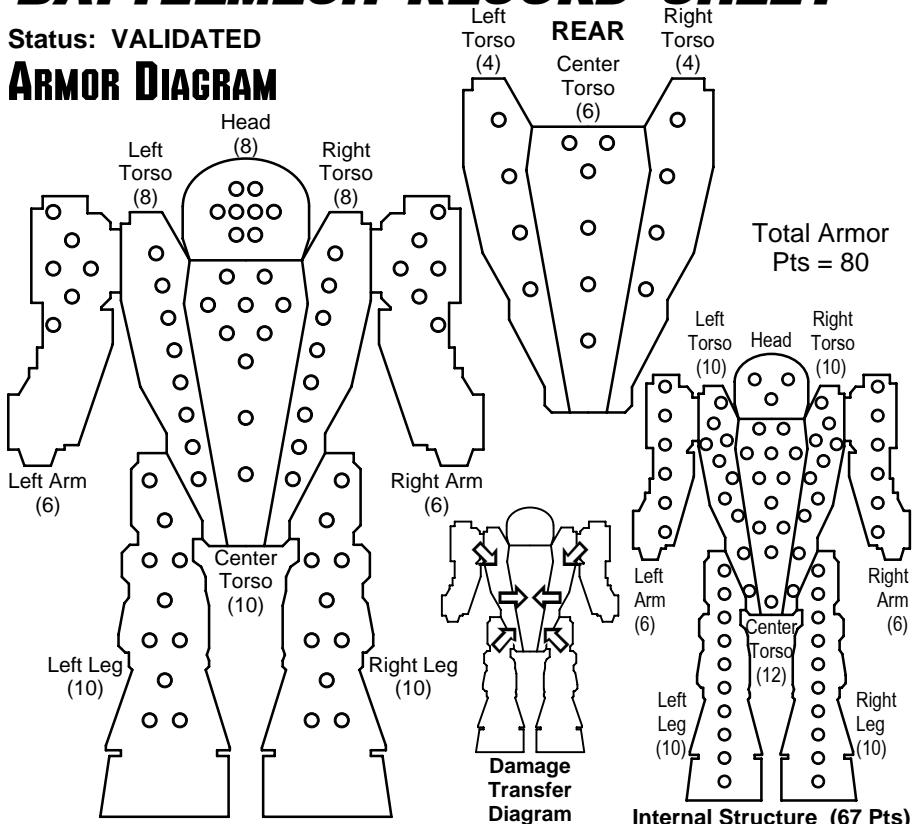 BATTLEMECH RECORD SHEET
Status: VALIDATED
ARMOR DIAGRAM
Left
Torso
(4)
REAR
Right
Torso
(4)
Center
Torso
(6)
Head
(8)
Left
Torso
(8)
Right
Torso
(8)
Total Armor
Pts = 80
Left Arm
(6)
Right Arm
(6)
Center
Torso
(10)
Left Leg
(10)
Right Leg
(10)
Damage
Transfer
Diagram
Left
Torso
(10)
Head
Right
Torso
(10)
Left
Arm
(6)
Right
Arm
(6)
Center
Torso
(12)
Left
Leg
(10)
Right
Leg
(10)
Internal Structure (67 Pts)